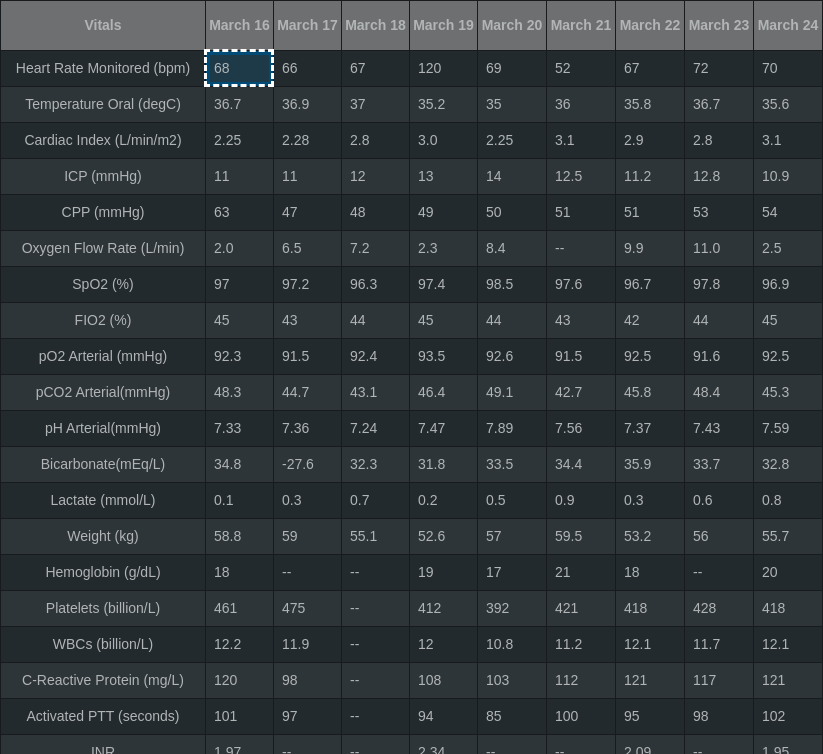 Vitals March 16 March 17 March 18 March 19 March 20 March 21 March 22 March 23 March 24
Heart Rate Monitored (bpm) 68 66 67 120 69 52 67 72 70
Temperature Oral (degC) 36.7 36.9 37 35.2 35 36 35.8 36.7 35.6
Cardiac Index (L/min/m2) 2.25 2.28 2.8 3.0 2.25 3.1 2.9 2.8 3.1
ICP (mmHg) 11 11 12 13 14 12.5 11.2 12.8 10.9
CPP (mmHg) 63 47 48 49 50 51 51 53 54
Oxygen Flow Rate (L/min) 2.0 6.5 7.2 2.3 8.4 -- 9.9 11.0 2.5
SpO2 (%) 97 97.2 96.3 97.4 98.5 97.6 96.7 97.8 96.9
FIO2 (%) 45 43 44 45 44 43 42 44 45
pO2 Arterial (mmHg) 92.3 91.5 92.4 93.5 92.6 91.5 92.5 91.6 92.5
pCO2 Arterial(mmHg) 48.3 44.7 43.1 46.4 49.1 42.7 45.8 48.4 45.3
pH Arterial(mmHg) 7.33 7.36 7.24 7.47 7.89 7.56 7.37 7.43 7.59
Bicarbonate(mEq/L) 34.8 -27.6 32.3 31.8 33.5 34.4 35.9 33.7 32.8
Lactate (mmol/L) 0.1 0.3 0.7 0.2 0.5 0.9 0.3 0.6 0.8
Weight (kg) 58.8 59 55.1 52.6 57 59.5 53.2 56 55.7
Hemoglobin (g/dL) 18 -- -- 19 17 21 18 -- 20
Platelets (billion/L) 461 475 -- 412 392 421 418 428 418
WBCs (billion/L) 12.2 11.9 -- 12 10.8 11.2 12.1 11.7 12.1
C-Reactive Protein (mg/L) 120 98 -- 108 103 112 121 117 121
Activated PTT (seconds) 101 97 -- 94 85 100 95 98 102
INR 1.97 -- -- 2.34 -- -- 2.09 -- 1.95